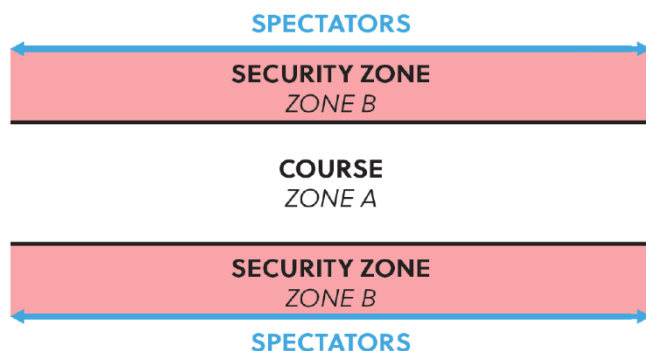 SPECTATORS
SECURITY ZONE
ZONE B
COURSE
ZONE A
SECURITY ZONE
ZONE B
SPECTATORS